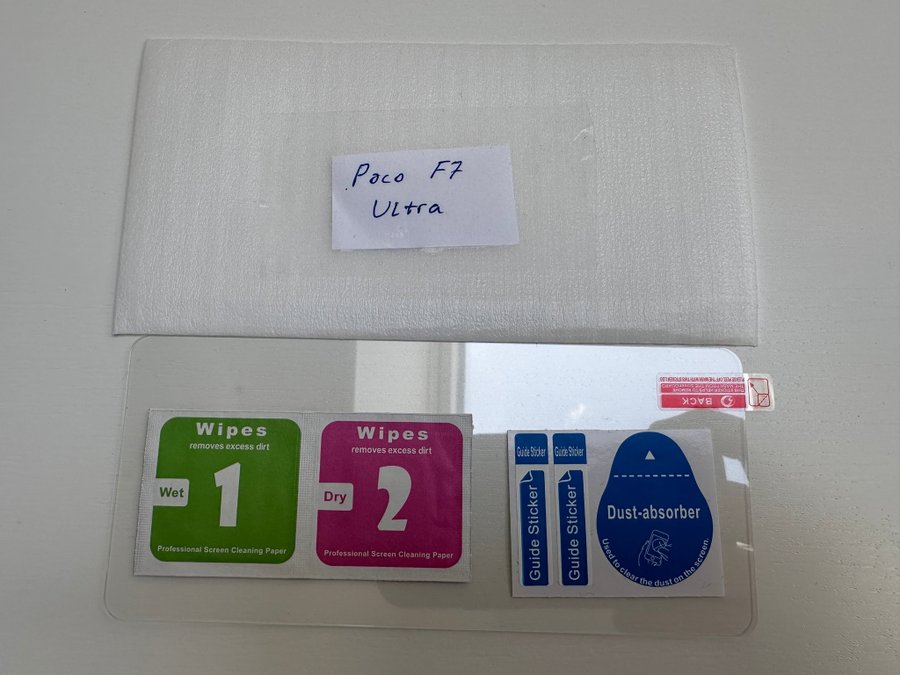 Poco F7
Ultra
BACK
Wipes
removes excess dirt
Wet
1
Professional Screen Cleaning Paper
Wipes
removes excess dirt
Dry
2
Professional Screen Cleaning Paper
Guide Sticker
Guide Sticker
Guide Sticker
Guide Sticker
Dust-absorber
Used to clear the dust on the screen.